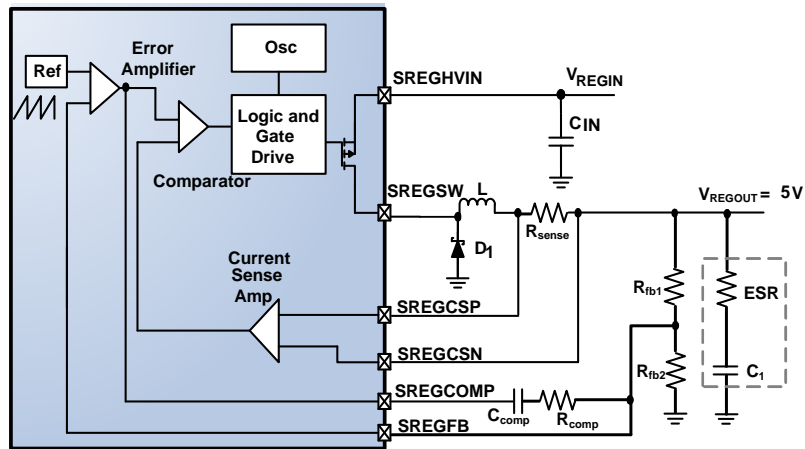 Error
Amplifier
Ref
Osc
Logic and
Gate
Drive
Comparator
Current
Sense
Amp
SREGHVIN
VREGIN
CIN
SREGSW
L
Rsense
D1
VREGOUT = 5V
Rfb1
ESR
Rfb2
C1
SREGCSP
SREGCSN
SREGCOMP
Ccomp
Rcomp
SREGFB